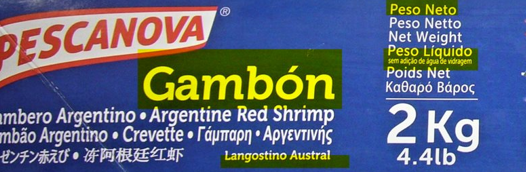 PESCANOVA®
Gambón
ambero Argentino • Argentine Red Shrimp
mbão Argentino • Crevette • Γάμπαρη • Αργεντινής
ゼンチン赤えび • 冻阿根廷红虾
Langostino Austral
Peso Neto
Peso Netto
Net Weight
Peso Líquido
sem adição de água de vidragem
Poids Net
Καθαρό Βάρος
2 Kg
4.4lb